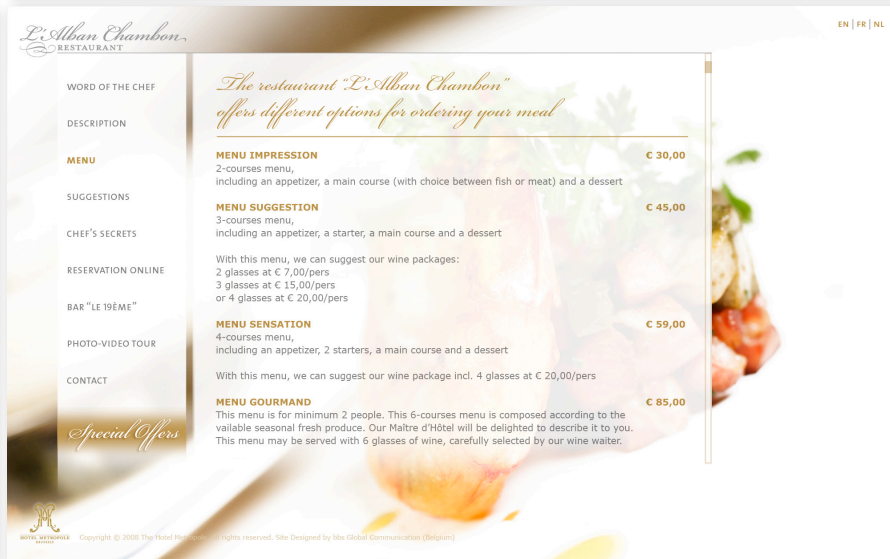 L'Alban Chambon
RESTAURANT
EN | FR | NL
WORD OF THE CHEF
DESCRIPTION
MENU
SUGGESTIONS
CHEF'S SECRETS
RESERVATION ONLINE
BAR "LE 19ÈME"
PHOTO-VIDEO TOUR
CONTACT
Special Offers
The restaurant "L'Alban Chambon"
offers different options for ordering your meal
MENU IMPRESSION € 30,00
2-courses menu,
including an appetizer, a main course (with choice between fish or meat) and a dessert
MENU SUGGESTION € 45,00
3-courses menu,
including an appetizer, a starter, a main course and a dessert
With this menu, we can suggest our wine packages:
2 glasses at € 7,00/pers
3 glasses at € 15,00/pers
or 4 glasses at € 20,00/pers
MENU SENSATION € 59,00
4-courses menu,
including an appetizer, 2 starters, a main course and a dessert
With this menu, we can suggest our wine package incl. 4 glasses at € 20,00/pers
MENU GOURMAND € 85,00
This menu is for minimum 2 people. This 6-courses menu is composed according to the
vailable seasonal fresh produce. Our Maître d'Hôtel will be delighted to describe it to you.
This menu may be served with 6 glasses of wine, carefully selected by our wine waiter.
HOTEL METROPOLE
Copyright © 2008 The Hotel Metropole. All rights reserved. Site Designed by bbs Global Communication (Belgium)